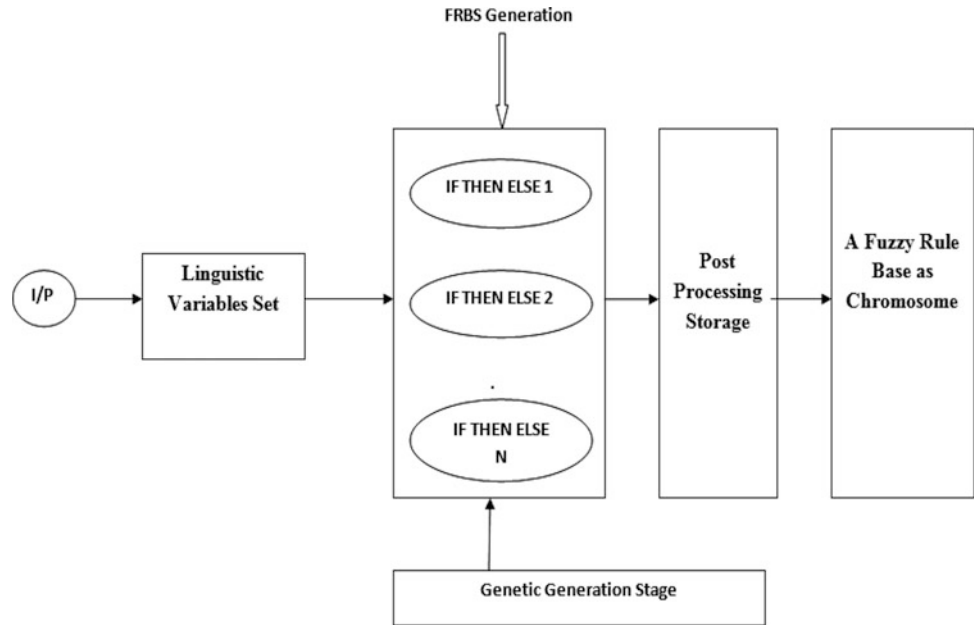 FRBS Generation
IF THEN ELSE 1
I/P
Linguistic
Variables Set
IF THEN ELSE 2
.
IF THEN ELSE
N
Post
Processing
Storage
A Fuzzy Rule
Base as
Chromosome
Genetic Generation Stage